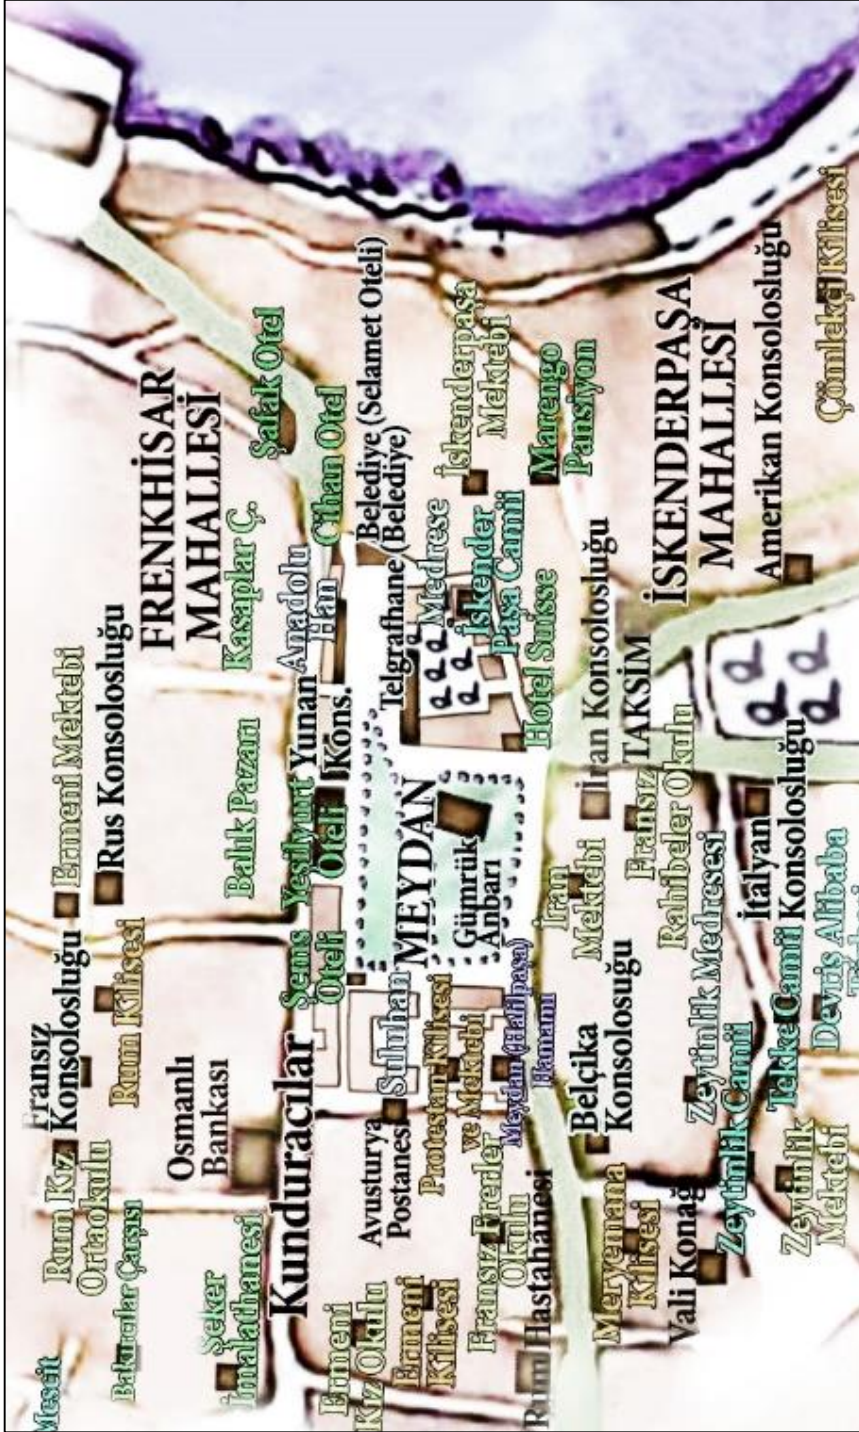 Mescit
Bakırcılar Çarşısı
Rum Kız
Ortaokulu
Şeker
İmalathanesi
Fransız
Konsolosluğu
Rum Kilisesi
Osmanlı
Bankası
Ermeni Mektebi
Rus Konsolosluğu
Balık Pazarı
FRENKHİSAR
MAHALLESİ
Kasaplar Ç.
Şafak Otel
Cihan Otel
Kunduracılar
Şems
Oteli
Yeşilyurt
Oteli
Yunan
Kons.
Anadolu
Han
Belediye (Selamet Oteli)
Telgrafhane (Belediye)
Ermeni
Kız Okulu
Ermeni
Kilisesi
Avusturya
Postanesi
Suluhan
Protestan Kilisesi
ve Mektebi
MEYDAN
Gümrük
Anbarı
Medrese
İskender
Paşa Camii
İskenderpaşa
Mektebi
Fransız Frerler
Okulu
Rum Hastahanesi
Meydan (Halilpaşa)
Hamamı
Hotel Suisse
Marengo
Pansiyon
Meryemana
Kilisesi
Vali Konağı
Belçika
Konsolosuğu
İran
Mektebi
İran Konsolosluğu
TAKSİM
Fransız
Rahibeler Okulu
İSKENDERPAŞA
MAHALLESİ
Amerikan Konsolosluğu
Çömlekçi Kilisesi
Zeytinlik Medresesi
Zeytinlik Camii
İtalyan
Konsolosluğu
Tekke Camii
Zeytinlik
Mektebi
Devriş Alibaba